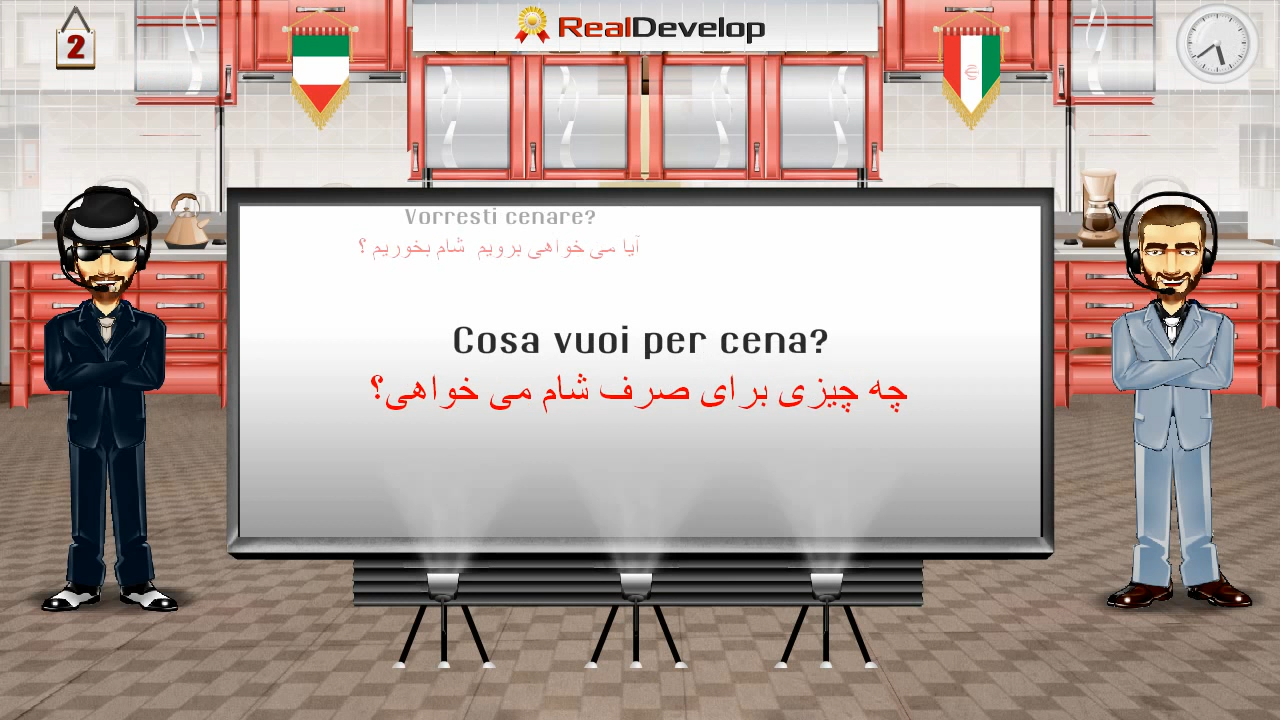 2
RealDevelop
Vorresti cenare?
آیا می خواهی برویم شام بخوریم ؟
Cosa vuoi per cena?
چه چیزی برای صرف شام می خواهی؟